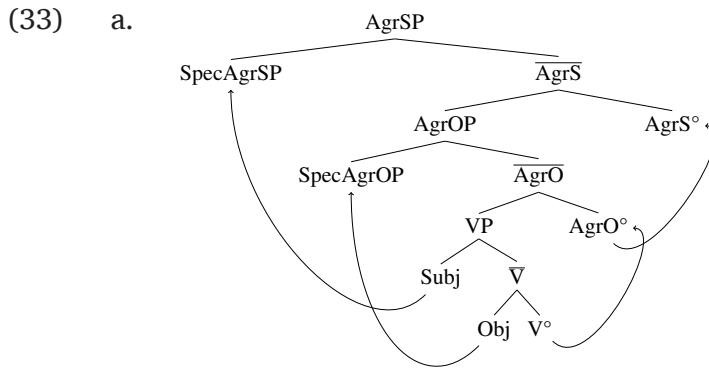 (33) a.
AgrSP
SpecAgrSP A̅g̅r̅S̅
AgrOP AgrS°
SpecAgrOP A̅g̅r̅O̅
VP AgrO°
Subj V̅
Obj V°